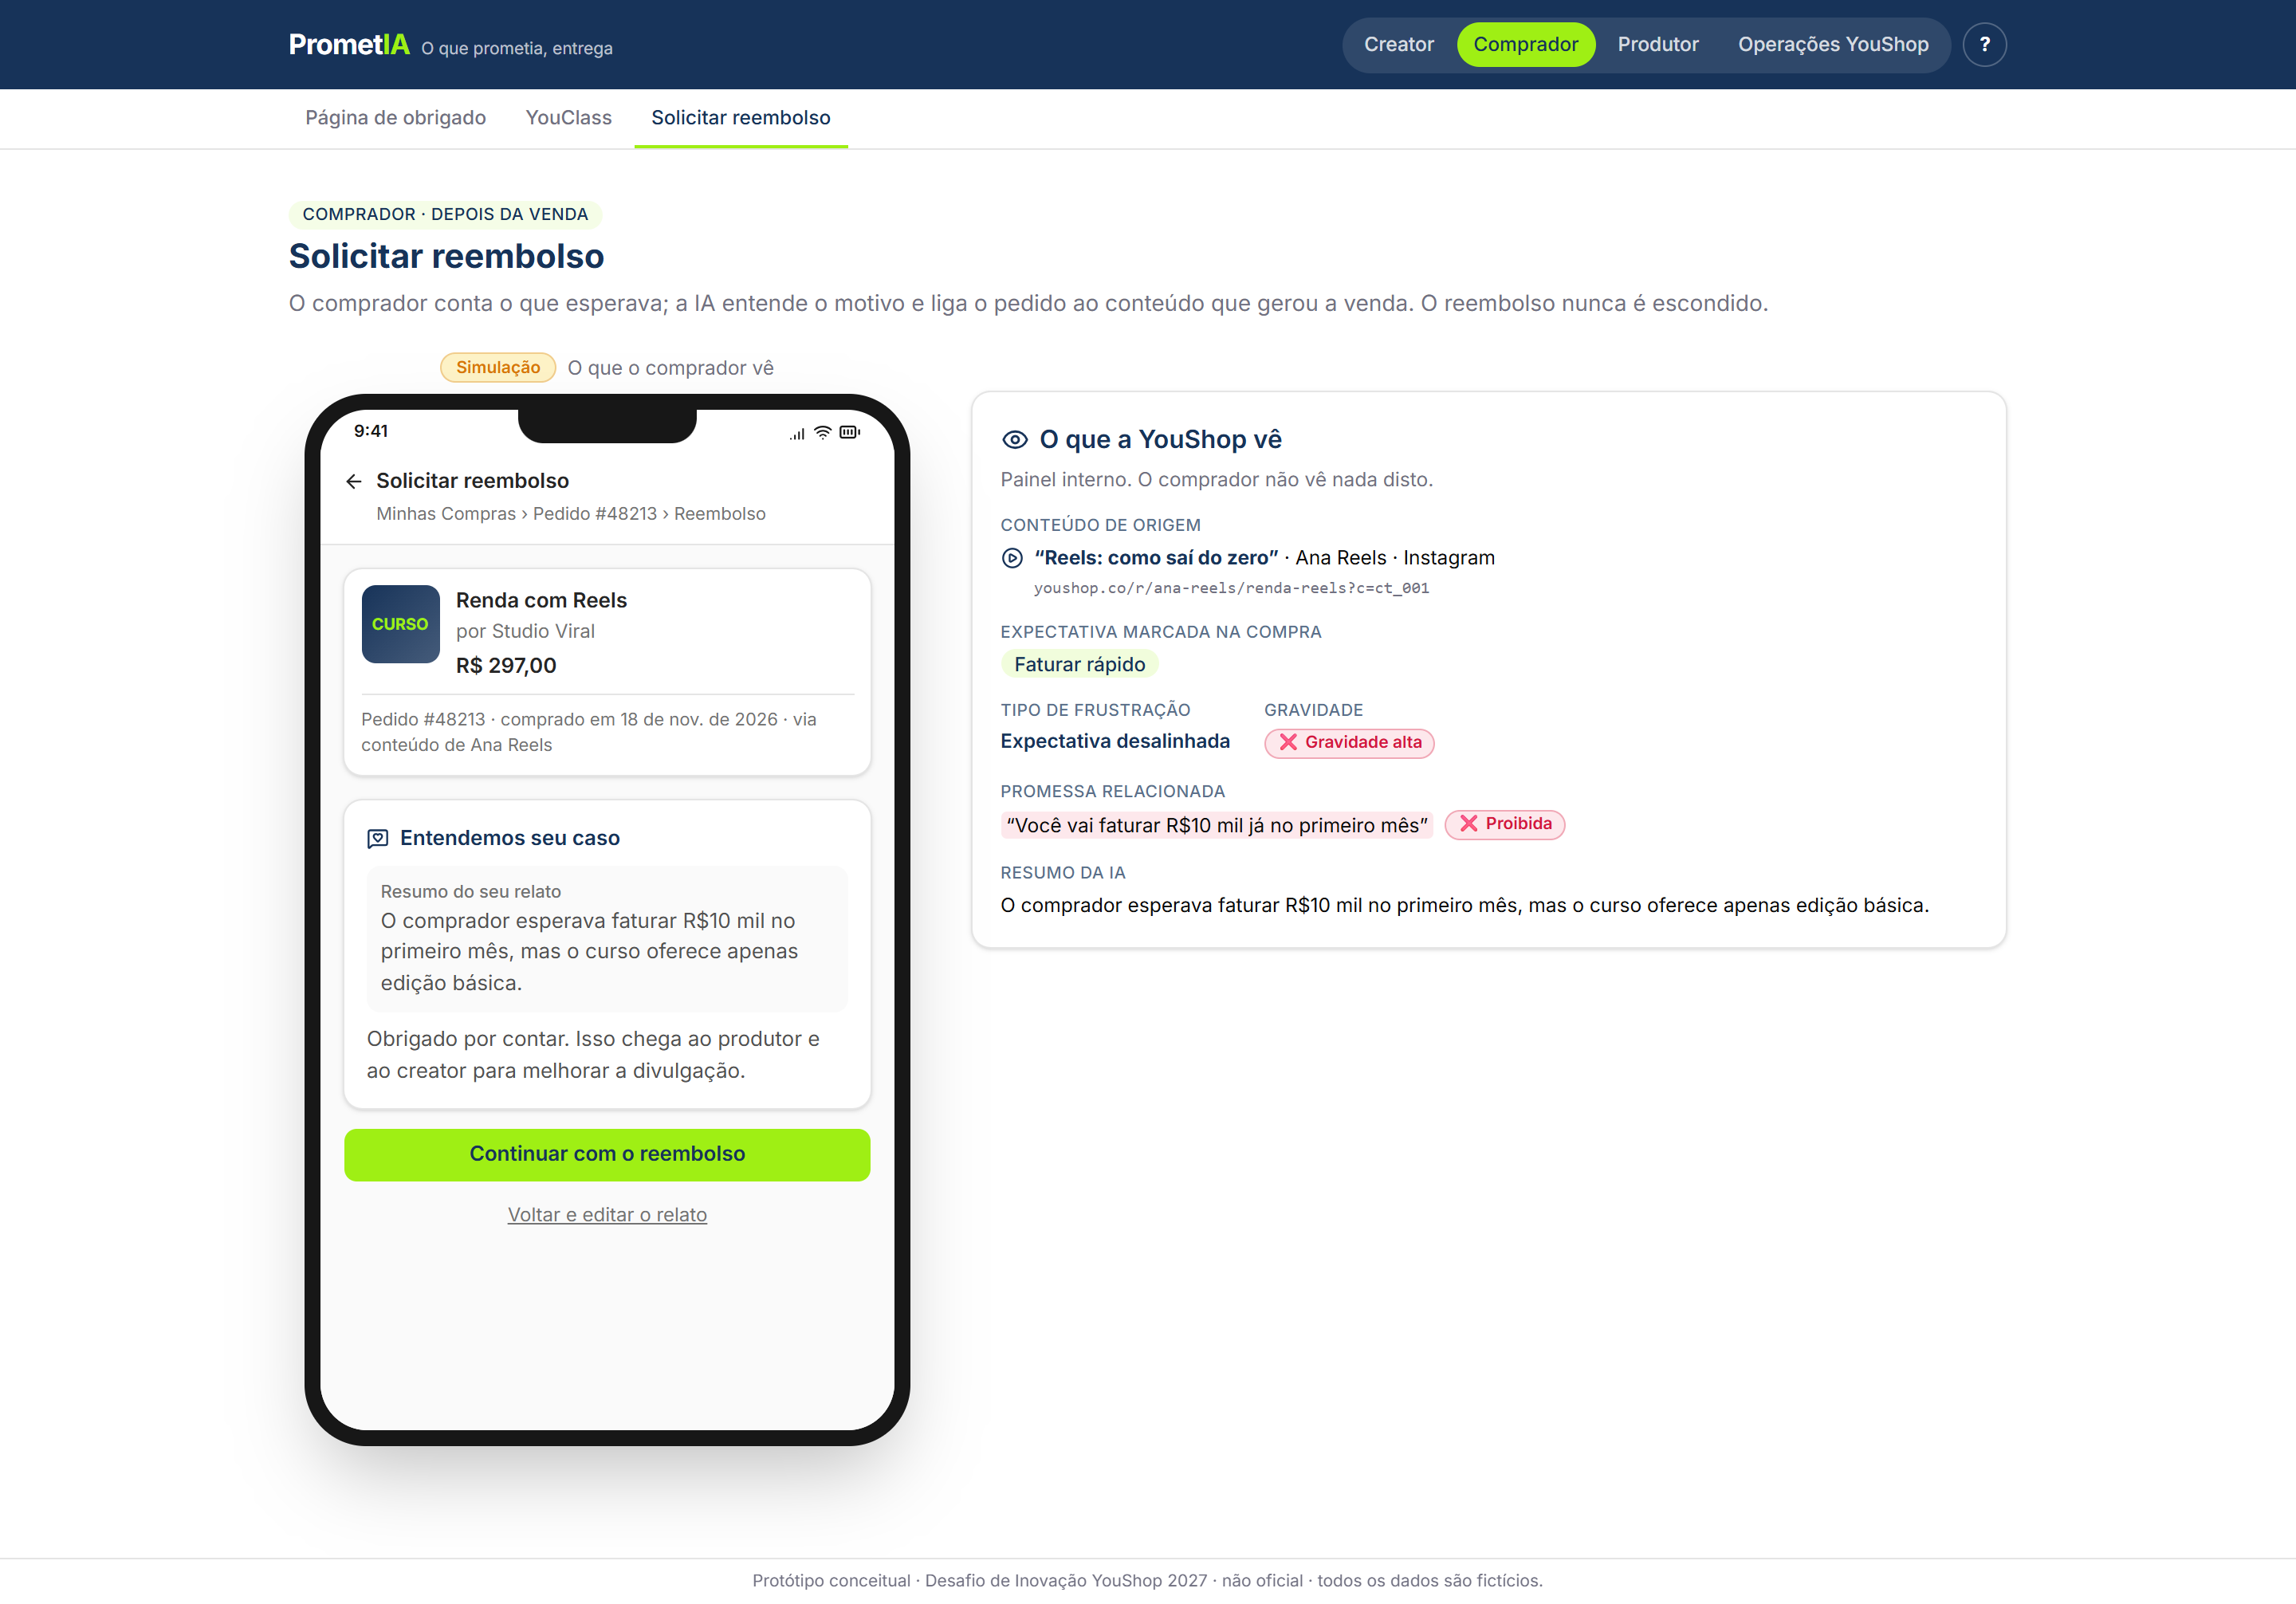 PrometIA O que prometia, entrega
Creator Comprador Produtor Operações YouShop ?
Página de obrigado YouClass Solicitar reembolso
COMPRADOR · DEPOIS DA VENDA
Solicitar reembolso
O comprador conta o que esperava; a IA entende o motivo e liga o pedido ao conteúdo que gerou a venda. O reembolso nunca é escondido.
Simulação O que o comprador vê
9:41
Solicitar reembolso
Minhas Compras › Pedido #48213 › Reembolso
CURSO
Renda com Reels
por Studio Viral
R$ 297,00
Pedido #48213 · comprado em 18 de nov. de 2026 · via
conteúdo de Ana Reels
Entendemos seu caso
Resumo do seu relato
O comprador esperava faturar R$10 mil no
primeiro mês, mas o curso oferece apenas
edição básica.
Obrigado por contar. Isso chega ao produtor e
ao creator para melhorar a divulgação.
Continuar com o reembolso
Voltar e editar o relato
O que a YouShop vê
Painel interno. O comprador não vê nada disto.
CONTEÚDO DE ORIGEM
“Reels: como saí do zero” · Ana Reels · Instagram
youshop.co/r/ana-reels/renda-reels?c=ct_001
EXPECTATIVA MARCADA NA COMPRA
Faturar rápido
TIPO DE FRUSTRAÇÃO GRAVIDADE
Expectativa desalinhada ❌ Gravidade alta
PROMESSA RELACIONADA
“Você vai faturar R$10 mil já no primeiro mês” ❌ Proibida
RESUMO DA IA
O comprador esperava faturar R$10 mil no primeiro mês, mas o curso oferece apenas edição básica.
Protótipo conceitual · Desafio de Inovação YouShop 2027 · não oficial · todos os dados são fictícios.